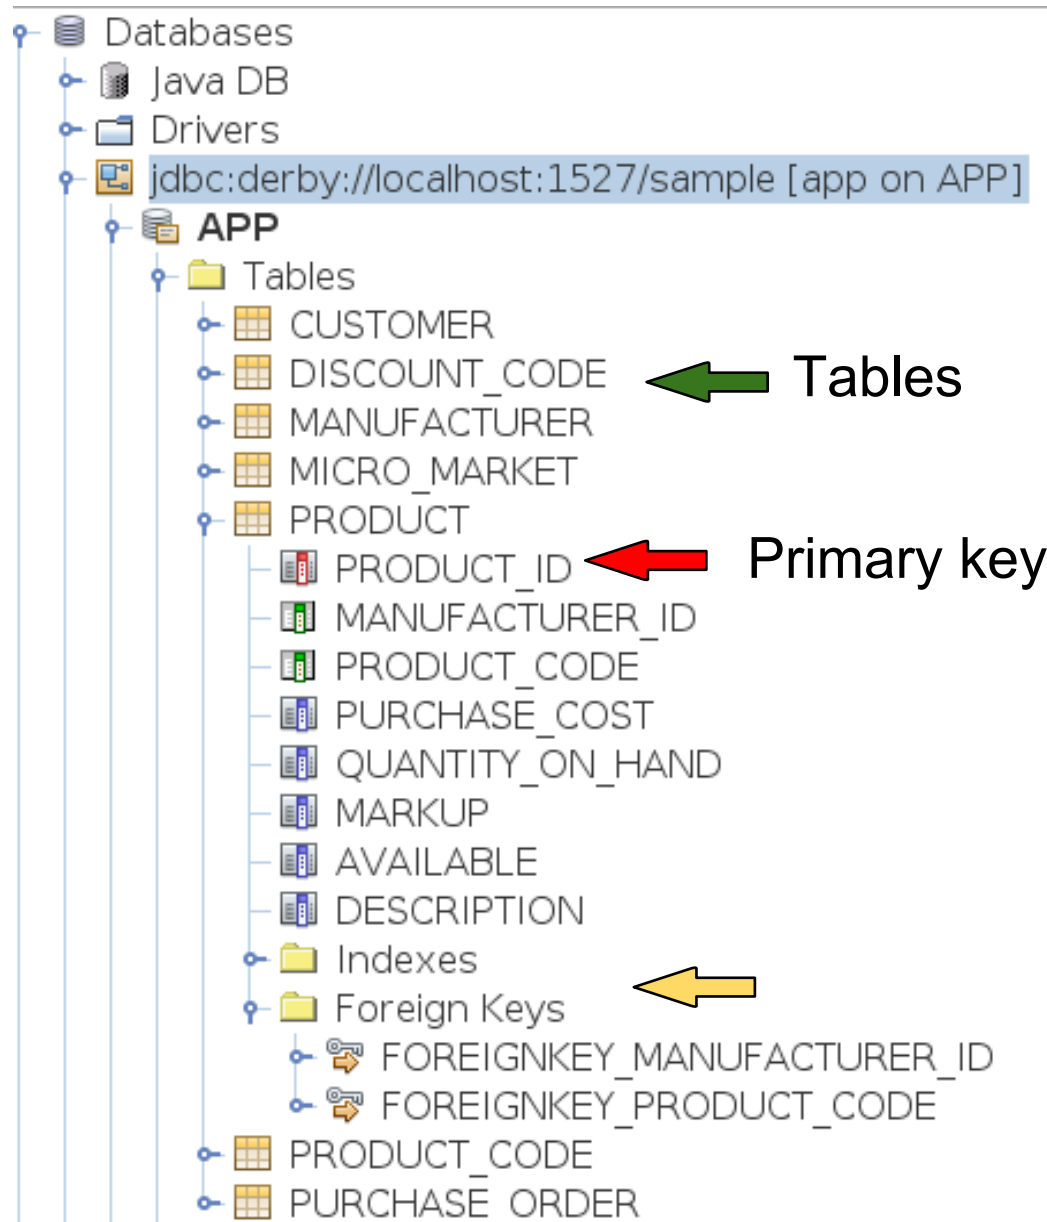 Databases
Java DB
Drivers
jdbc:derby://localhost:1527/sample [app on APP]
APP
Tables
CUSTOMER
DISCOUNT_CODE
Tables
MANUFACTURER
MICRO_MARKET
PRODUCT
PRODUCT_ID
Primary key
MANUFACTURER_ID
PRODUCT_CODE
PURCHASE_COST
QUANTITY_ON_HAND
MARKUP
AVAILABLE
DESCRIPTION
Indexes
Foreign Keys
FOREIGNKEY_MANUFACTURER_ID
FOREIGNKEY_PRODUCT_CODE
PRODUCT_CODE
PURCHASE_ORDER